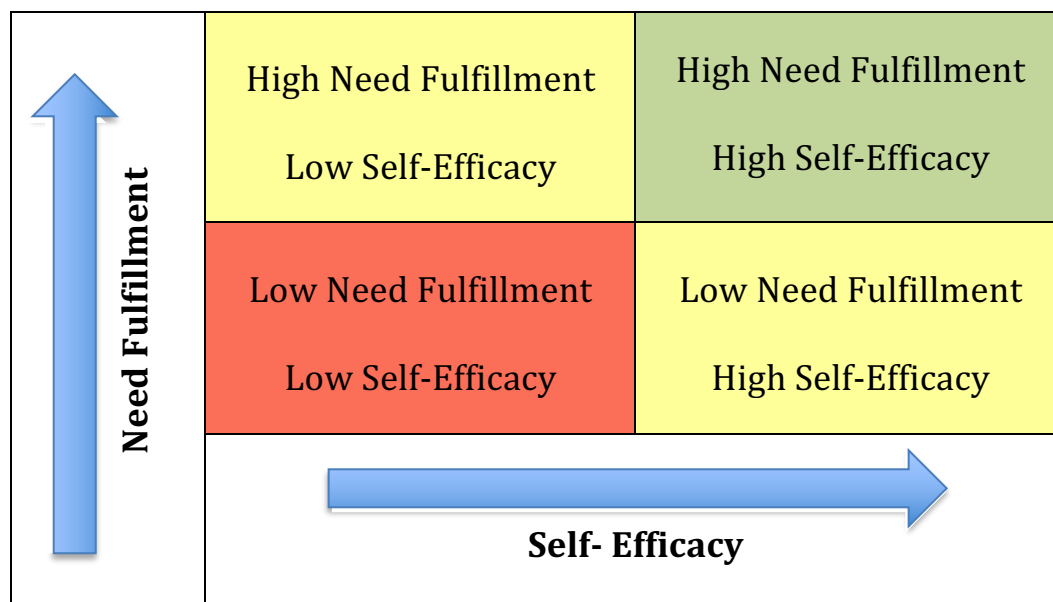 Need Fulfillment
High Need Fulfillment
Low Self-Efficacy
High Need Fulfillment
High Self-Efficacy
Low Need Fulfillment
Low Self-Efficacy
Low Need Fulfillment
High Self-Efficacy
Self- Efficacy